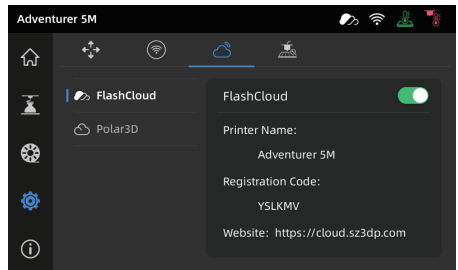 Adventurer 5M
FlashCloud
Polar3D
FlashCloud
Printer Name:
Adventurer 5M
Registration Code:
YSLKMV
Website: https://cloud.sz3dp.com